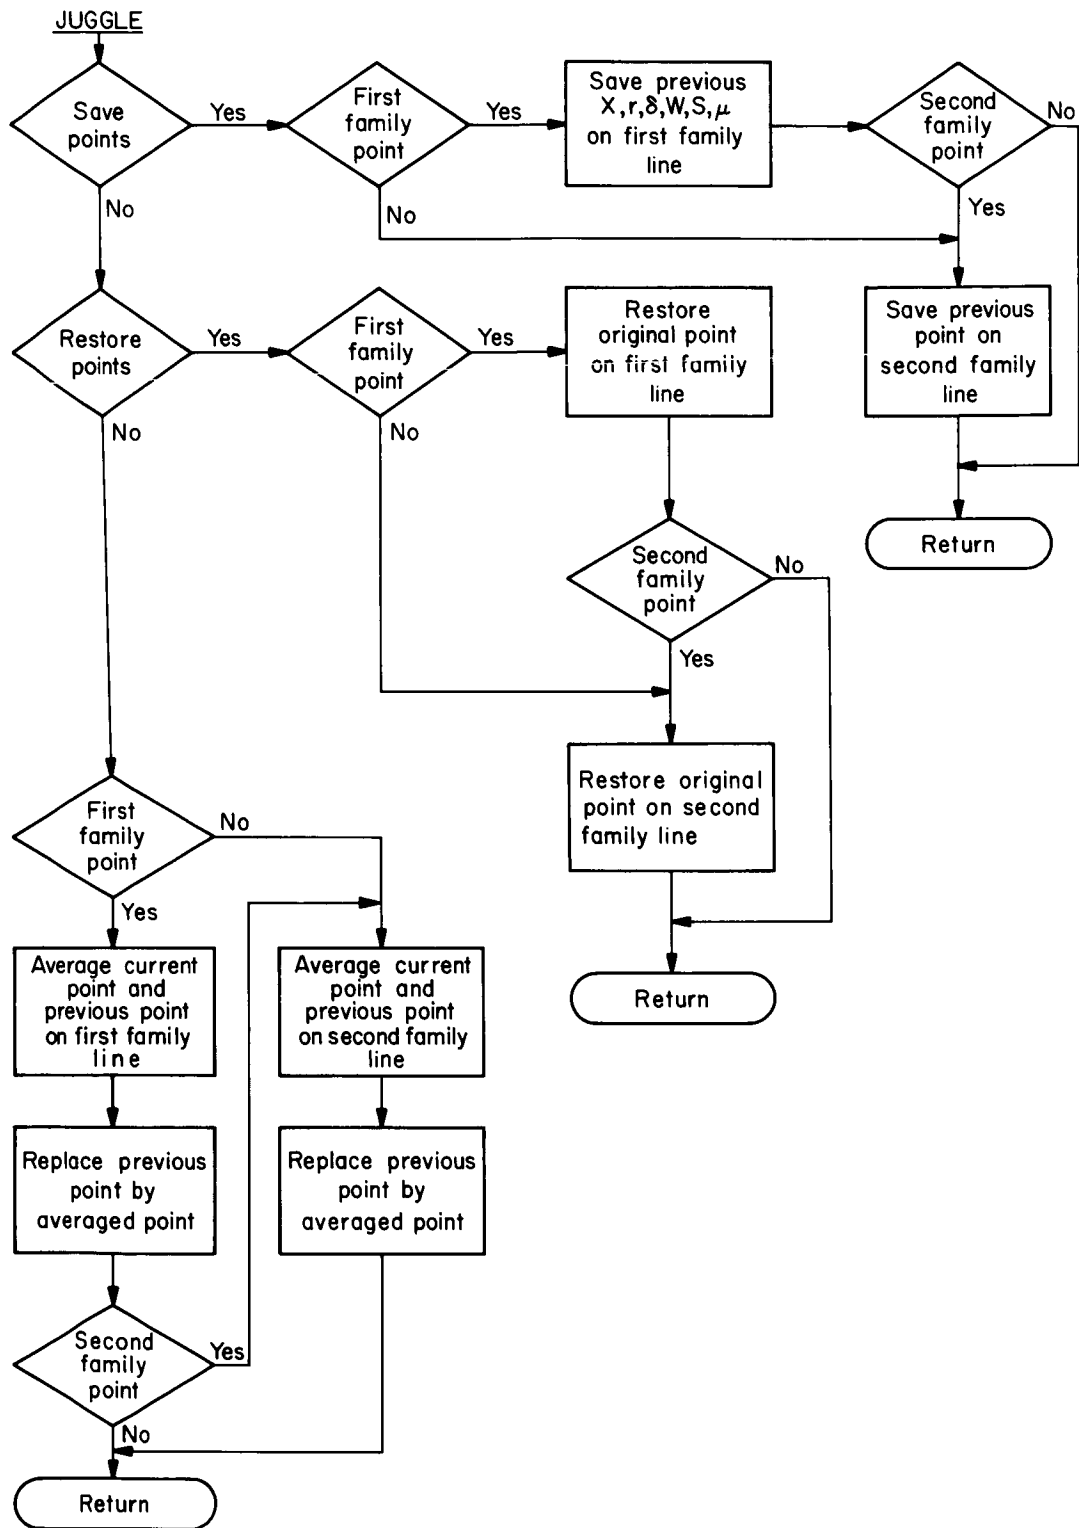 JUGGLE
Save
points
Yes
No
First
family
point
Yes
No
Save previous
X,r,δ,W,S,μ
on first family
line
Second
family
point
No
Yes
Save previous
point on
second family
line
Return
Restore
points
Yes
No
First
family
point
Yes
No
Restore
original point
on first family
line
Second
family
point
No
Yes
Restore original
point on second
family line
Return
First
family
point
No
Yes
Average current
point and
previous point
on first family
line
Average current
point and
previous point
on second family
line
Replace previous
point by
averaged point
Replace previous
point by
averaged point
Second
family
point
Yes
No
Return